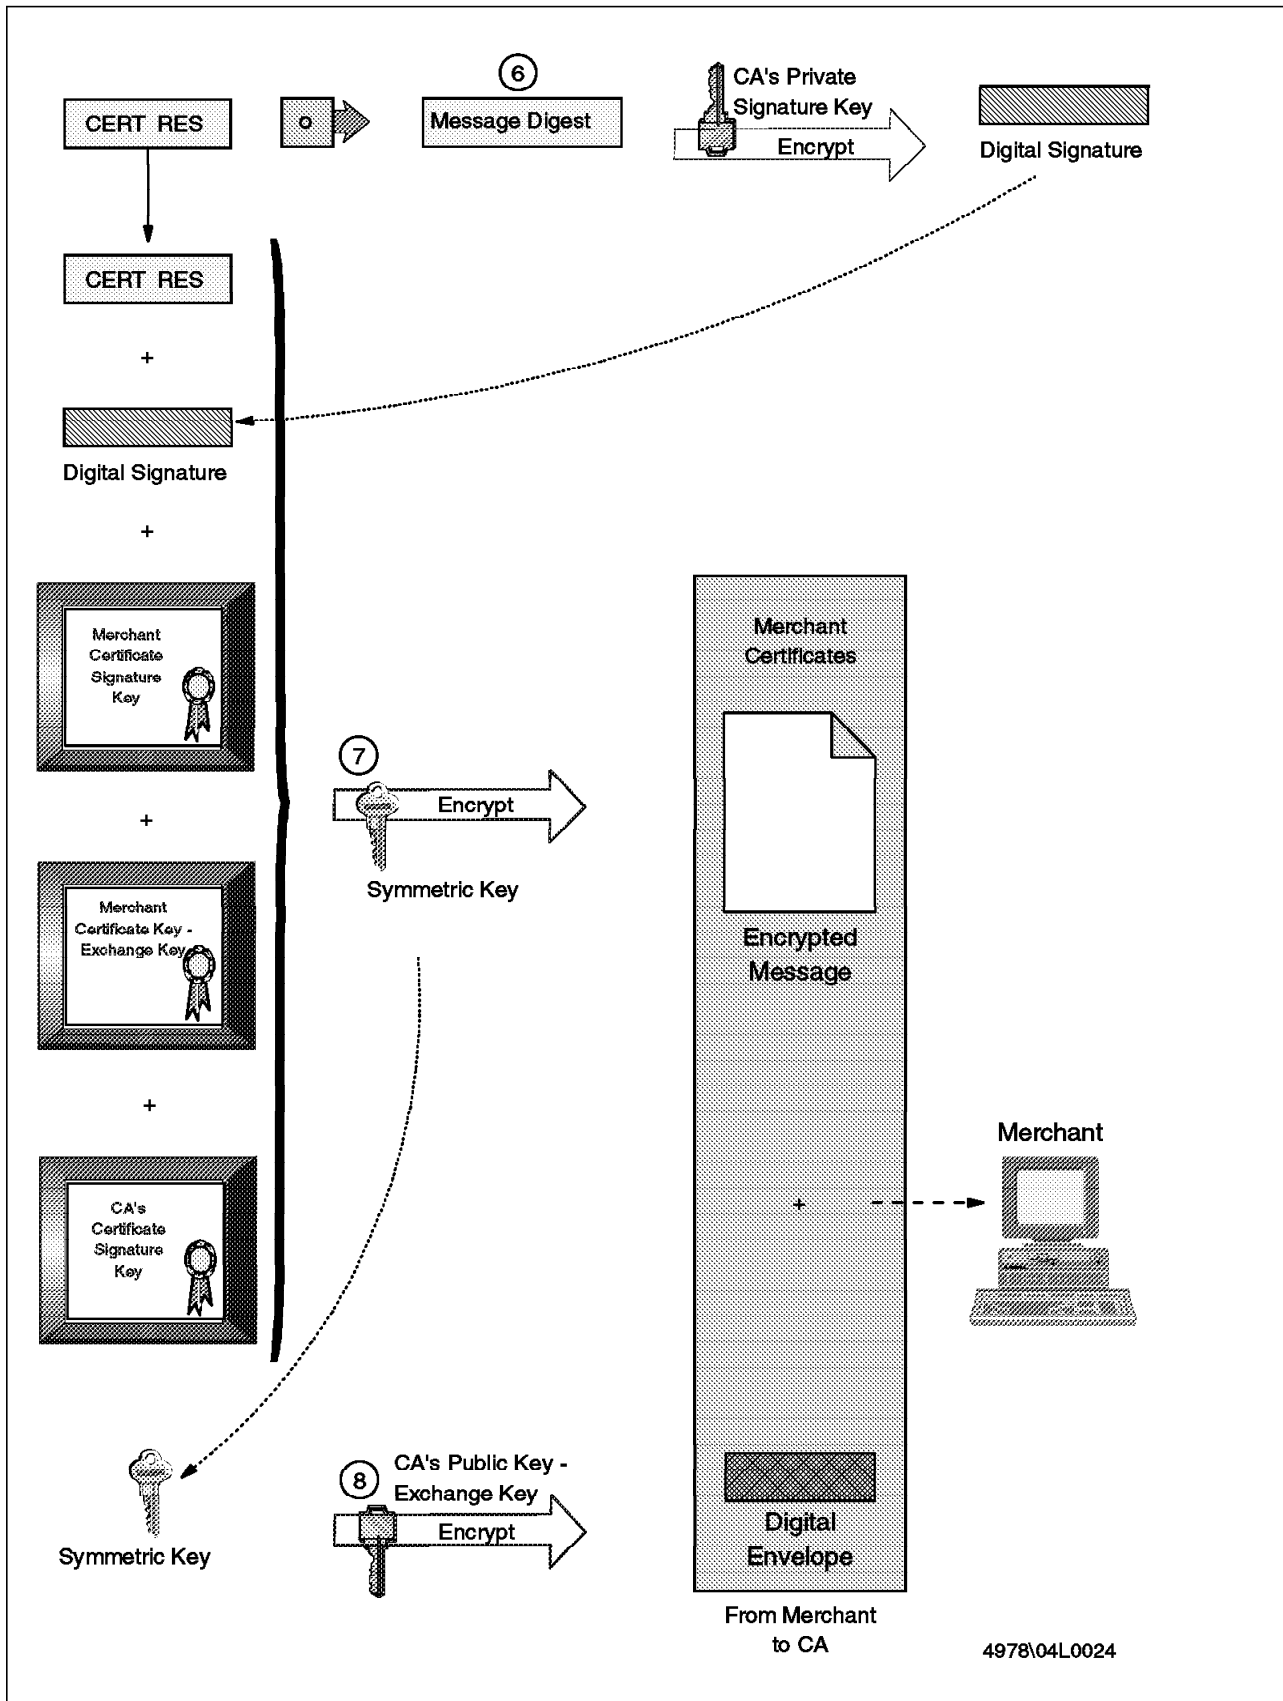 6
CERT RES
o
Message Digest
CA's Private
Signature Key
Encrypt
Digital Signature
CERT RES
+
Digital Signature
+
Merchant
Certificate
Signature
Key
+
7
Encrypt
Symmetric Key
Merchant
Certificate Key -
Exchange Key
+
CA's
Certificate
Signature
Key
Merchant
Certificates
Encrypted
Message
+
Merchant
Symmetric Key
8
CA's Public Key -
Exchange Key
Encrypt
Digital
Envelope
From Merchant
to CA
4978\04L0024